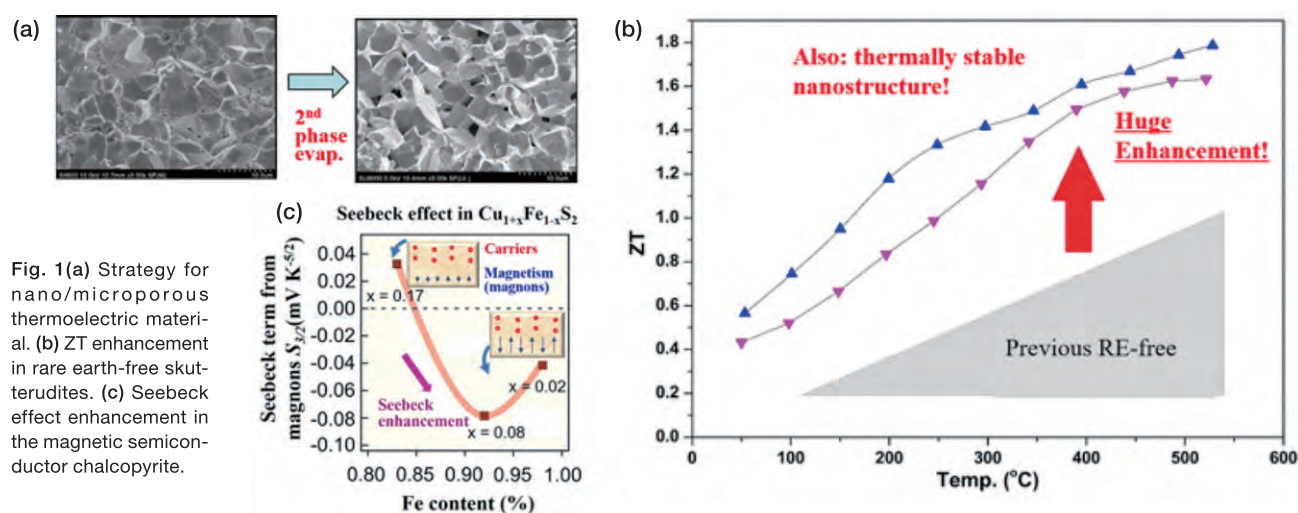 (a)
2nd
phase
evap.
(c)
Seebeck effect in Cu1+xFe1-xS2
Seebeck term from
magnons S3/2(mV K-5/2)
0.04
0.02
0.00
-0.02
-0.04
-0.06
-0.08
-0.10
Carriers
Magnetism
(magnons)
x = 0.17
x = 0.02
x = 0.08
Seebeck
enhancement
0.80
0.85
0.90
0.95
1.00
Fe content (%)
Fig. 1(a) Strategy for
nano/microporous
thermoelectric materi-
al. (b) ZT enhancement
in rare earth-free skut-
terudites. (c) Seebeck
effect enhancement in
the magnetic semicon-
ductor chalcopyrite.
(b)
ZT
1.8
1.6
1.4
1.2
1.0
0.8
0.6
0.4
0.2
0.0
Also: thermally stable
nanostructure!
Huge
Enhancement!
Previous RE-free
0
100
200
300
400
500
600
Temp. (°C)